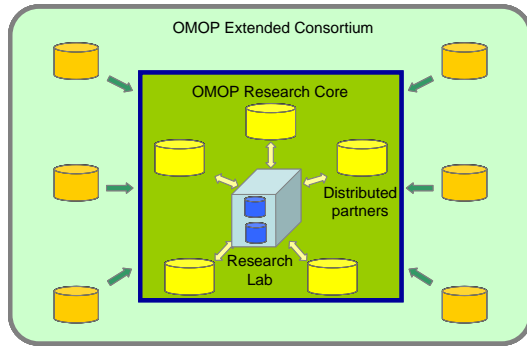 OMOP Extended Consortium
OMOP Research Core
Distributed
partners
Research
Lab